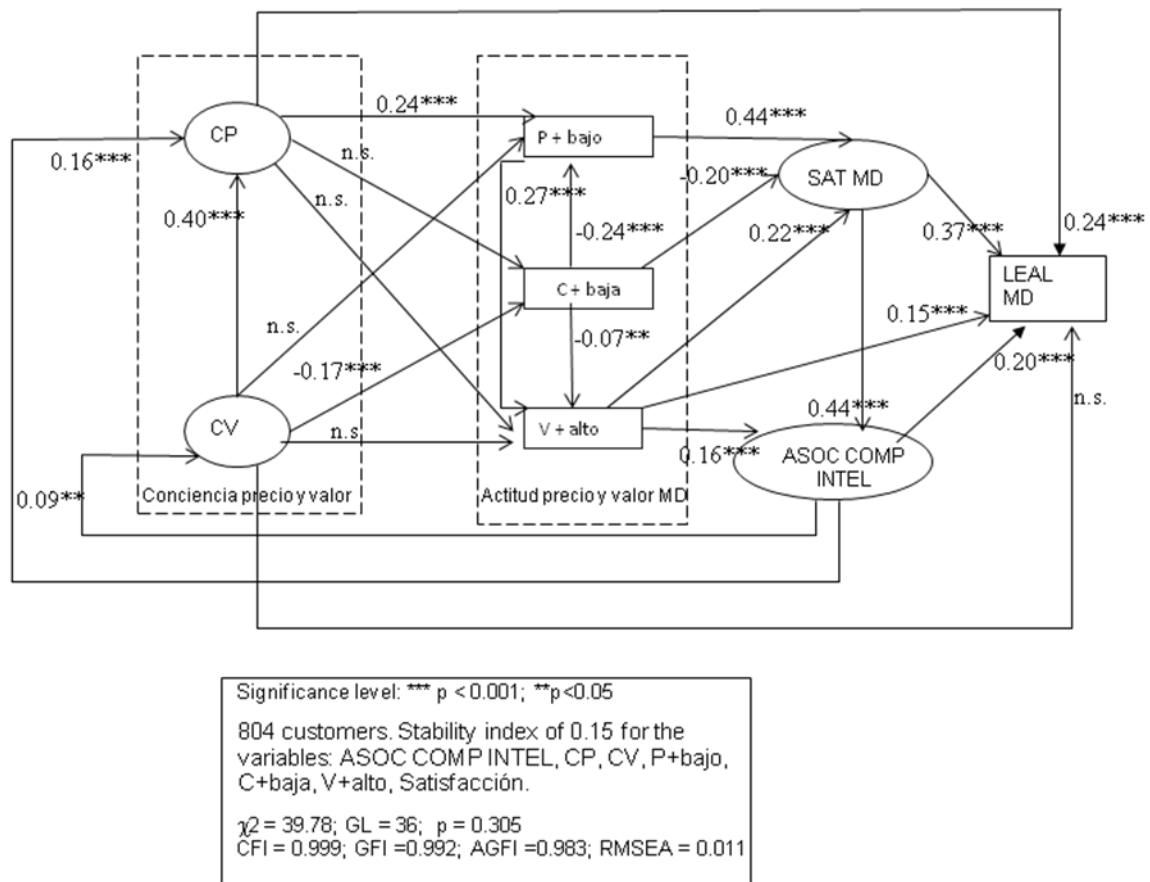 0.24***
0.44***
CP
P + bajo
n.s.
0.16***
SAT MD
-0.20***
0.27***
0.40***
n.s.
0.24***
-0.24***
0.22***
0.37***
LEAL
MD
C + baja
0.15***
n.s.
-0.07**
-0.17***
0.20***
n.s.
0.44***
CV
n.s
V + alto
0.16***
ASOC COMP
INTEL
0.09**
Conciencia precio y valor
Actitud precio y valor MD
Significance level: *** p < 0.001; **p<0.05
804 customers. Stability index of 0.15 for the
variables: ASOC COMP INTEL, CP, CV, P+bajo,
C+baja, V+alto, Satisfacción.
χ2 = 39.78; GL = 36; p = 0.305
CFI = 0.999; GFI =0.992; AGFI =0.983; RMSEA = 0.011